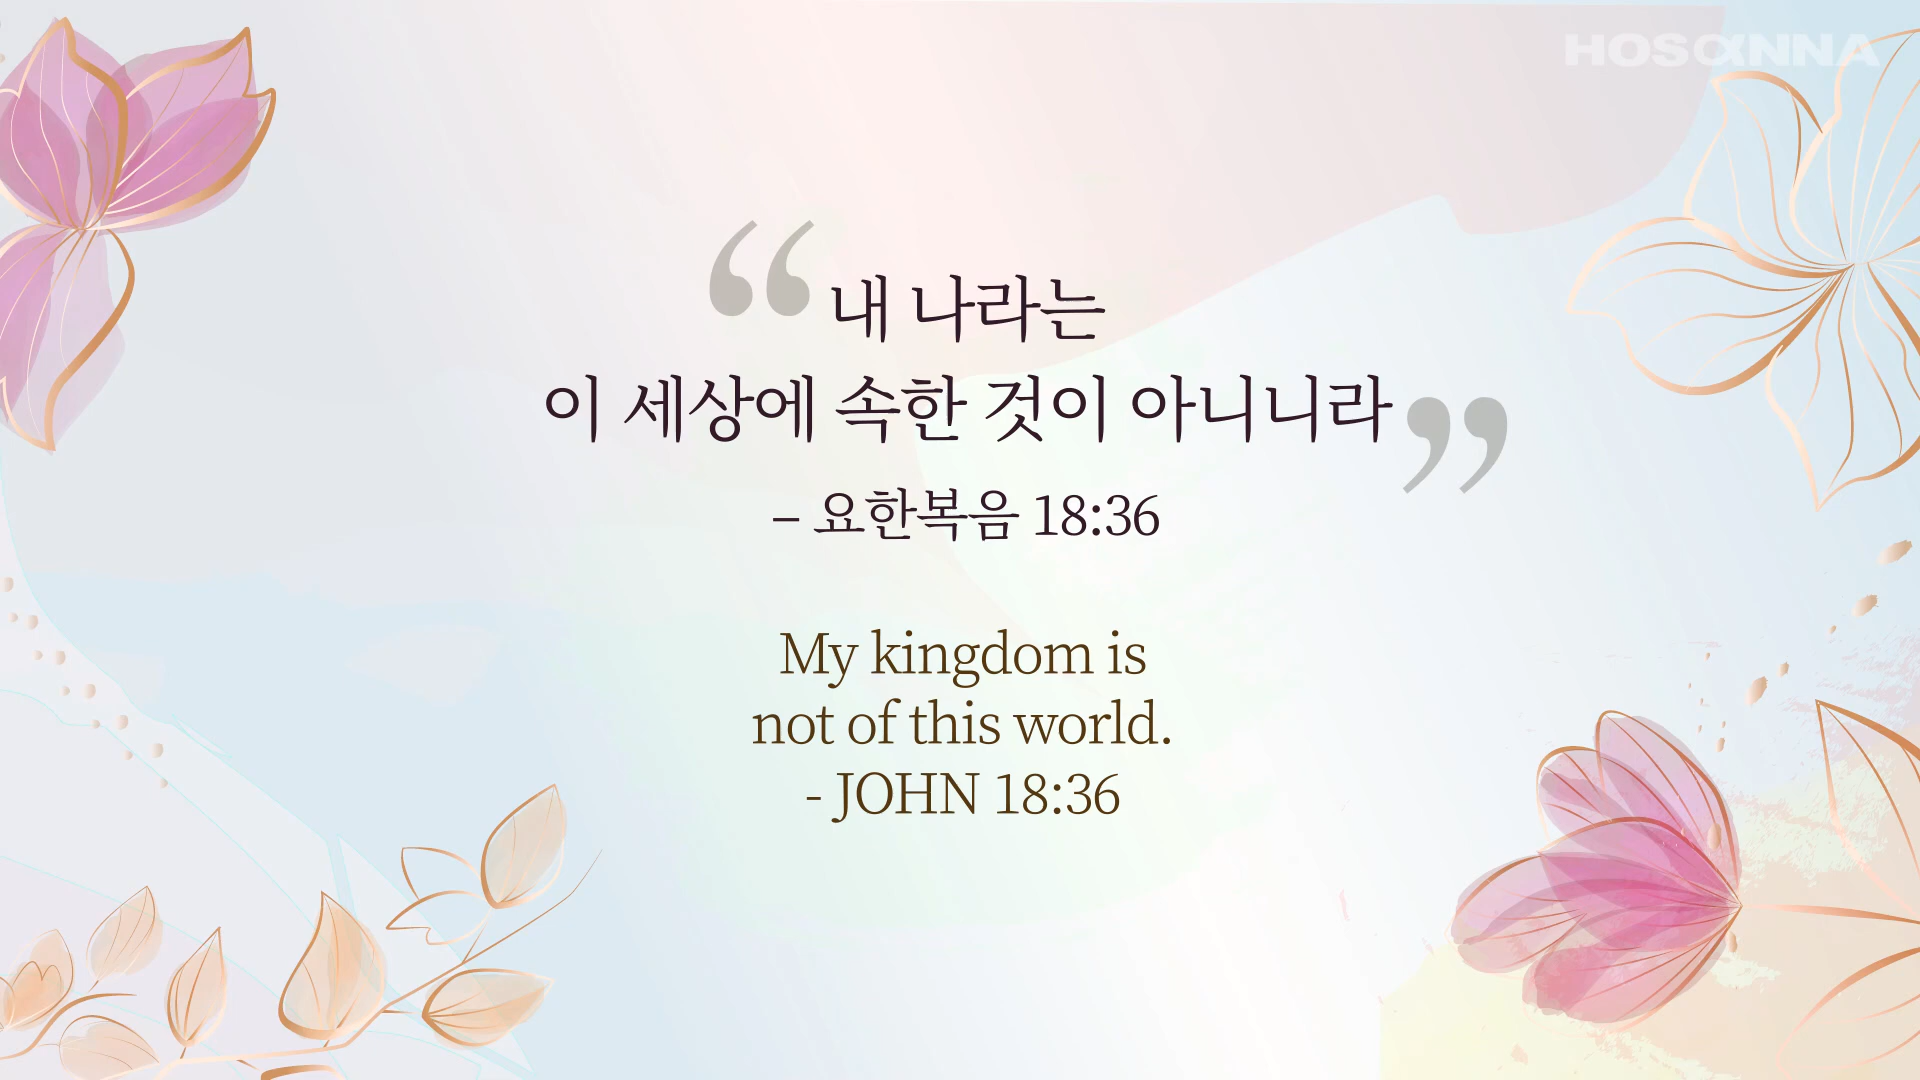 HOSANNA
“내 나라는
이 세상에 속한 것이 아니니라”
– 요한복음 18:36
My kingdom is
not of this world.
- JOHN 18:36